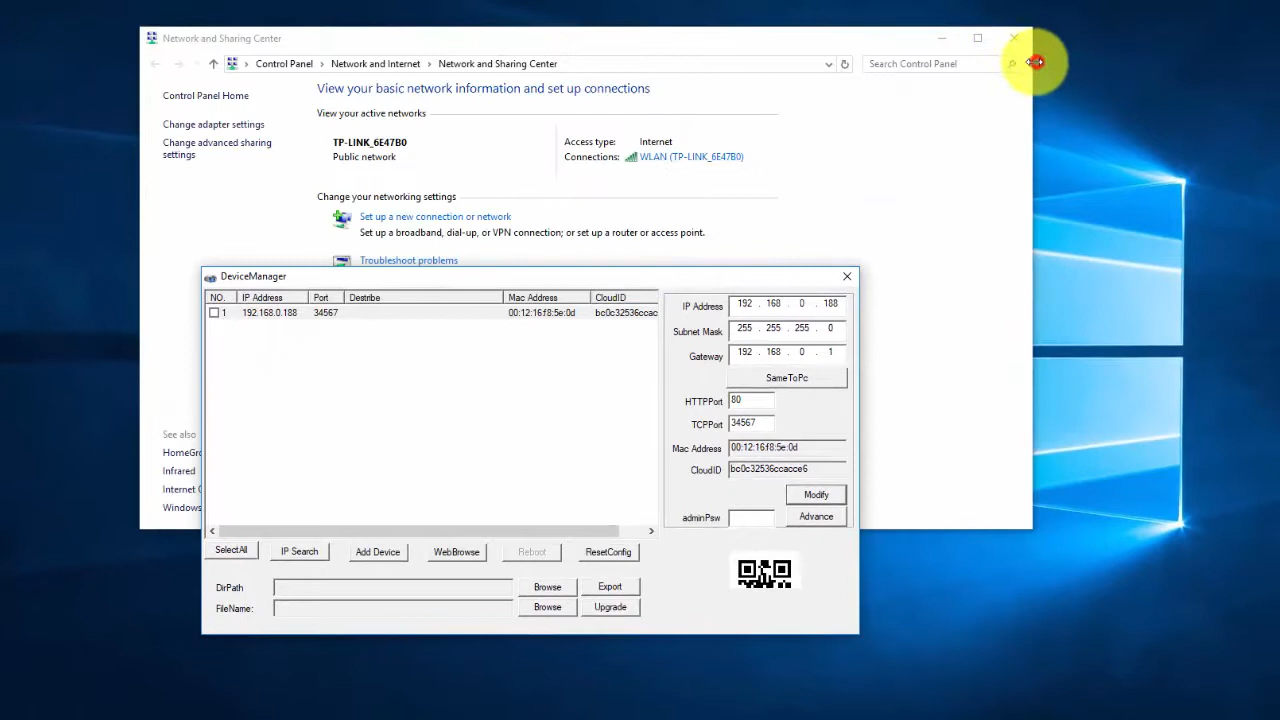 Network and Sharing Center
Control Panel › Network and Internet › Network and Sharing Center
Search Control Panel
Control Panel Home
Change adapter settings
Change advanced sharing
settings
View your basic network information and set up connections
View your active networks
TP-LINK_6E47B0
Public network
Access type: Internet
Connections: WLAN (TP-LINK_6E47B0)
Change your networking settings
Set up a new connection or network
Set up a broadband, dial-up, or VPN connection; or set up a router or access point.
Troubleshoot problems
See also
HomeGro
Infrared
Internet
Windows
DeviceManager
NO. IP Address Port Destribe Mac Address CloudID
1 192.168.0.188 34567 00:12:16:f8:5e:0d bc0c32536ccac
IP Address 192 . 168 . 0 . 188
Subnet Mask 255 . 255 . 255 . 0
Gateway 192 . 168 . 0 . 1
SameToPc
HTTPPort 80
TCPPort 34567
Mac Address 00:12:16:f8:5e:0d
CloudID bc0c32536ccacce6
Modify
adminPsw Advance
SelectAll IP Search Add Device WebBrowse Reboot ResetConfig
DirPath Browse Export
FileName: Browse Upgrade